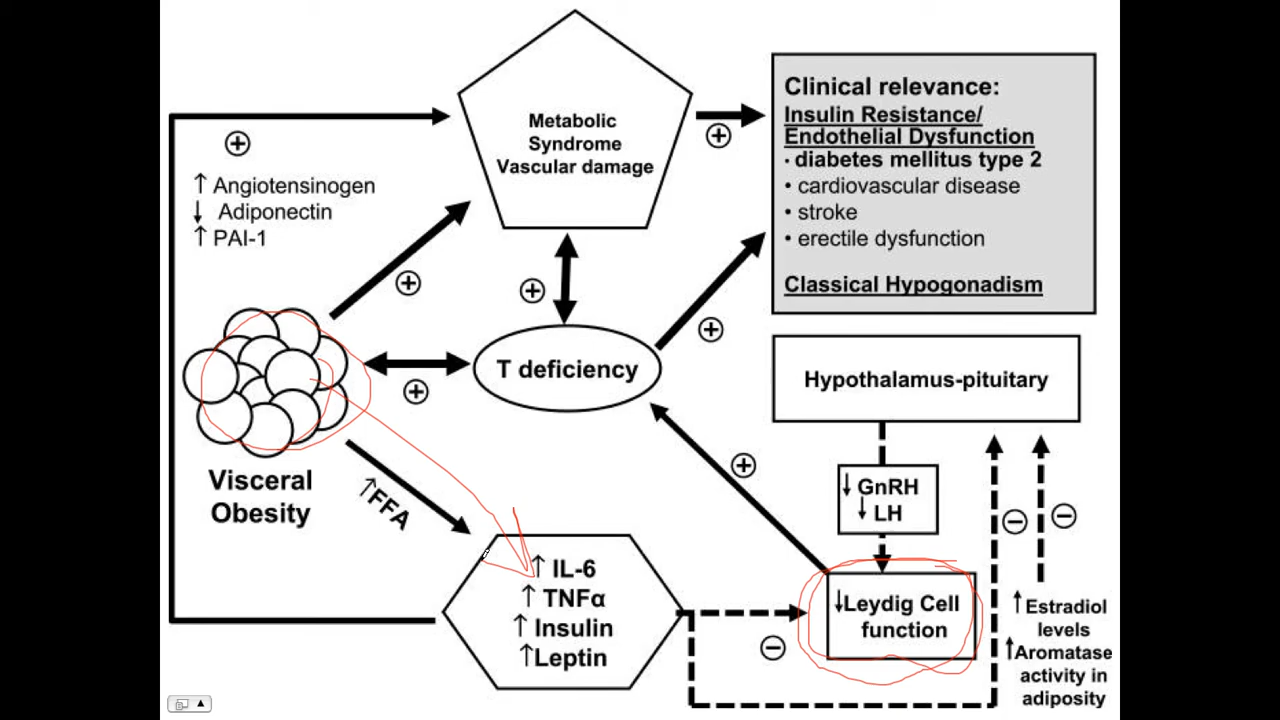 Metabolic
Syndrome
Vascular damage
⊕
⊕
↑ Angiotensinogen
↓ Adiponectin
↑ PAI-1
Clinical relevance:
Insulin Resistance/
Endothelial Dysfunction
• diabetes mellitus type 2
• cardiovascular disease
• stroke
• erectile dysfunction
Classical Hypogonadism
⊕
⊕
⊕
⊕
T deficiency
Visceral
Obesity
↑FFA
Hypothalamus-pituitary
⊕
↓ GnRH
↓ LH
⊖
⊖
↑ IL-6
↑ TNFα
↑ Insulin
↑Leptin
⊖
↓Leydig Cell
function
↑ Estradiol
levels
↑Aromatase
activity in
adiposity